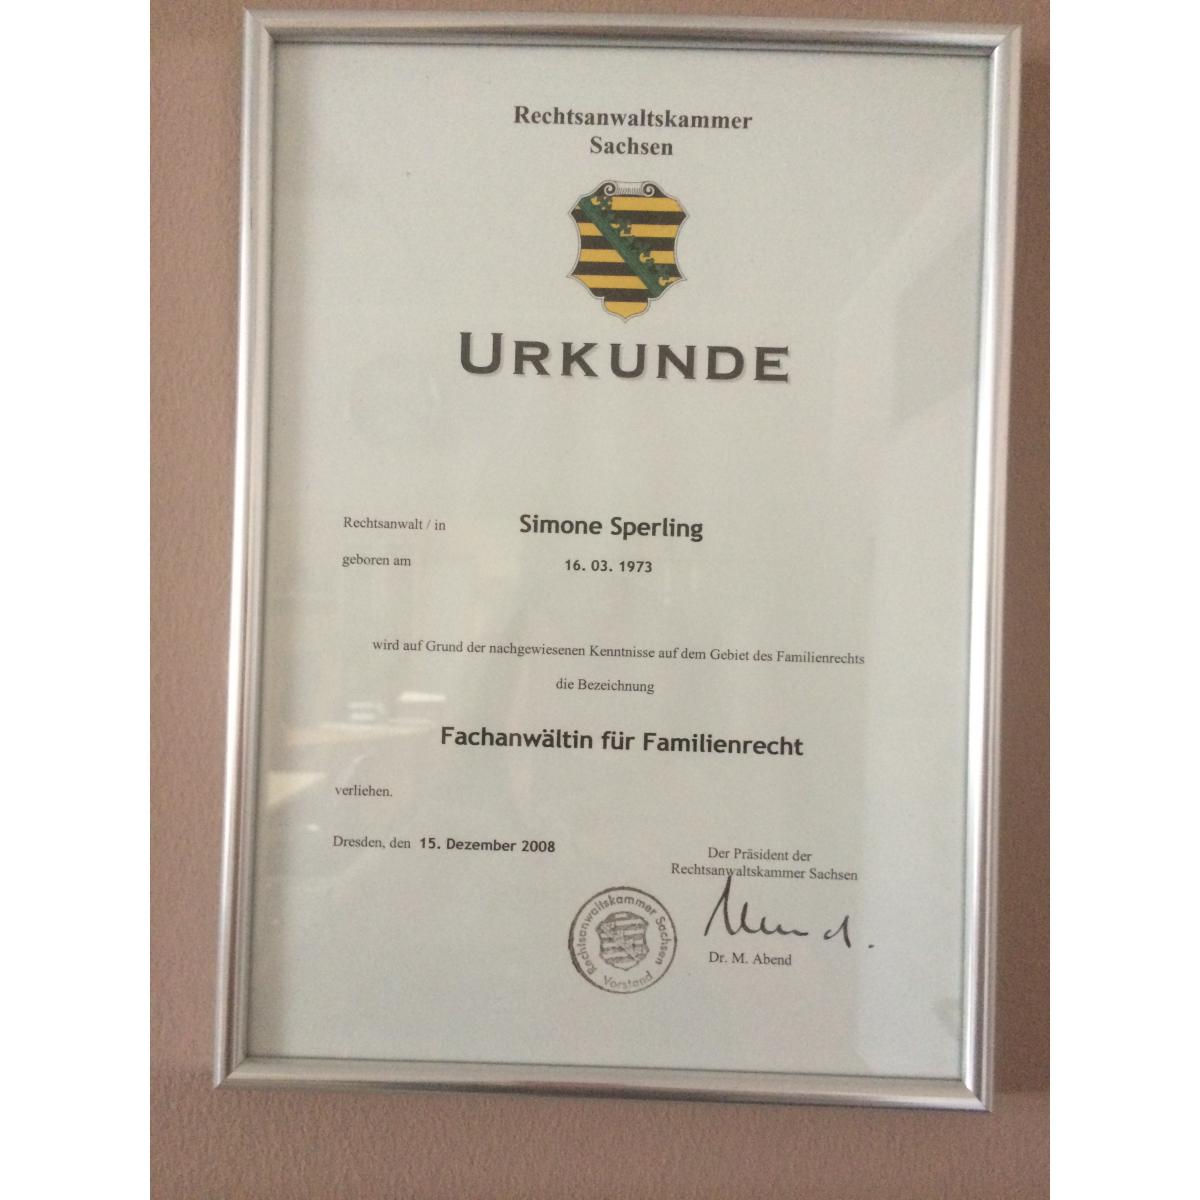 Rechtsanwaltskammer
Sachsen
URKUNDE
Rechtsanwalt / in Simone Sperling
geboren am 16. 03. 1973
wird auf Grund der nachgewiesenen Kenntnisse auf dem Gebiet des Familienrechts
die Bezeichnung
Fachanwältin für Familienrecht
verliehen.
Dresden, den 15. Dezember 2008
Der Präsident der
Rechtsanwaltskammer Sachsen
Rechtsanwaltskammer Sachsen
Vorstand
Dr. M. Abend